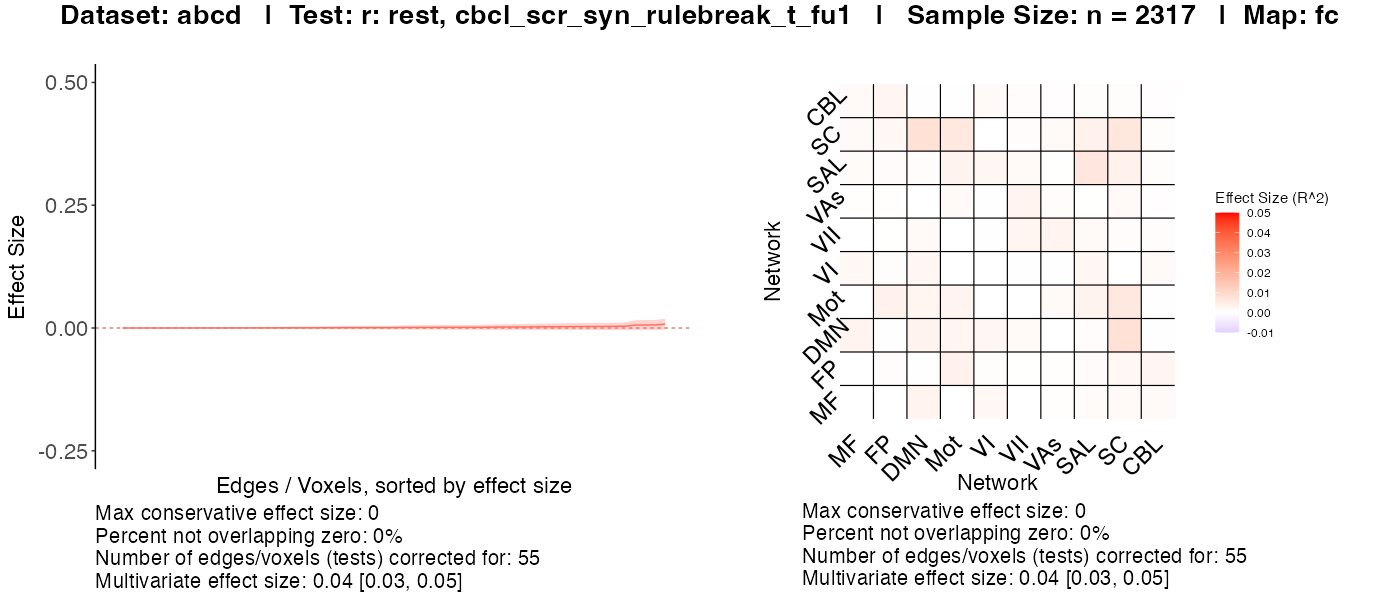 Dataset: abcd | Test: r: rest, cbcl_scr_syn_rulebreak_t_fu1 | Sample Size: n = 2317 | Map: fc
Effect Size
0.50
0.25
0.00
-0.25
Edges / Voxels, sorted by effect size
Max conservative effect size: 0
Percent not overlapping zero: 0%
Number of edges/voxels (tests) corrected for: 55
Multivariate effect size: 0.04 [0.03, 0.05]
Network
CBL
SC
SAL
VAs
VII
VI
Mot
DMN
FP
MF
MF FP DMN Mot VI VII VAs SAL SC CBL
Network
Max conservative effect size: 0
Percent not overlapping zero: 0%
Number of edges/voxels (tests) corrected for: 55
Multivariate effect size: 0.04 [0.03, 0.05]
Effect Size (R^2)
0.05
0.04
0.03
0.02
0.01
0.00
-0.01